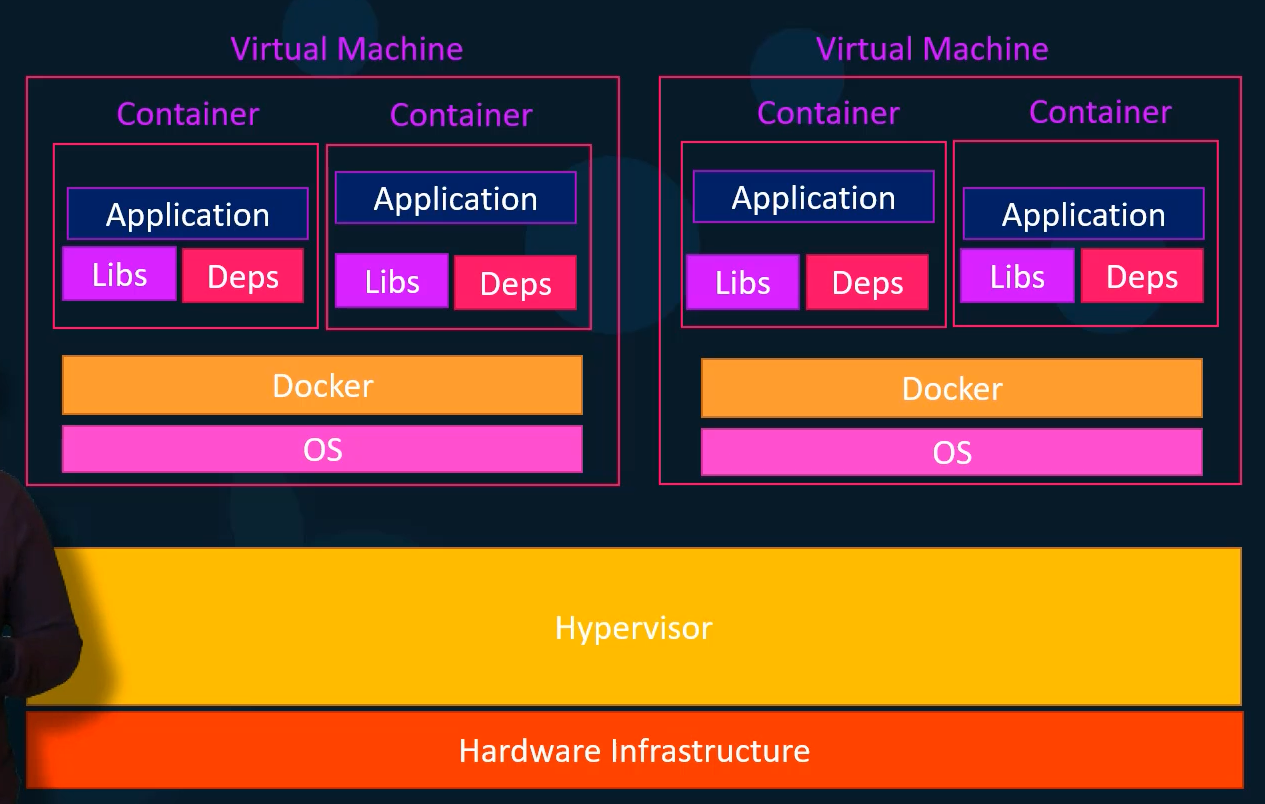 Virtual Machine
Virtual Machine
Container
Container
Container
Container
Application
Application
Application
Application
Libs
Deps
Libs
Deps
Libs
Deps
Libs
Deps
Docker
Docker
OS
OS
Hypervisor
Hardware Infrastructure